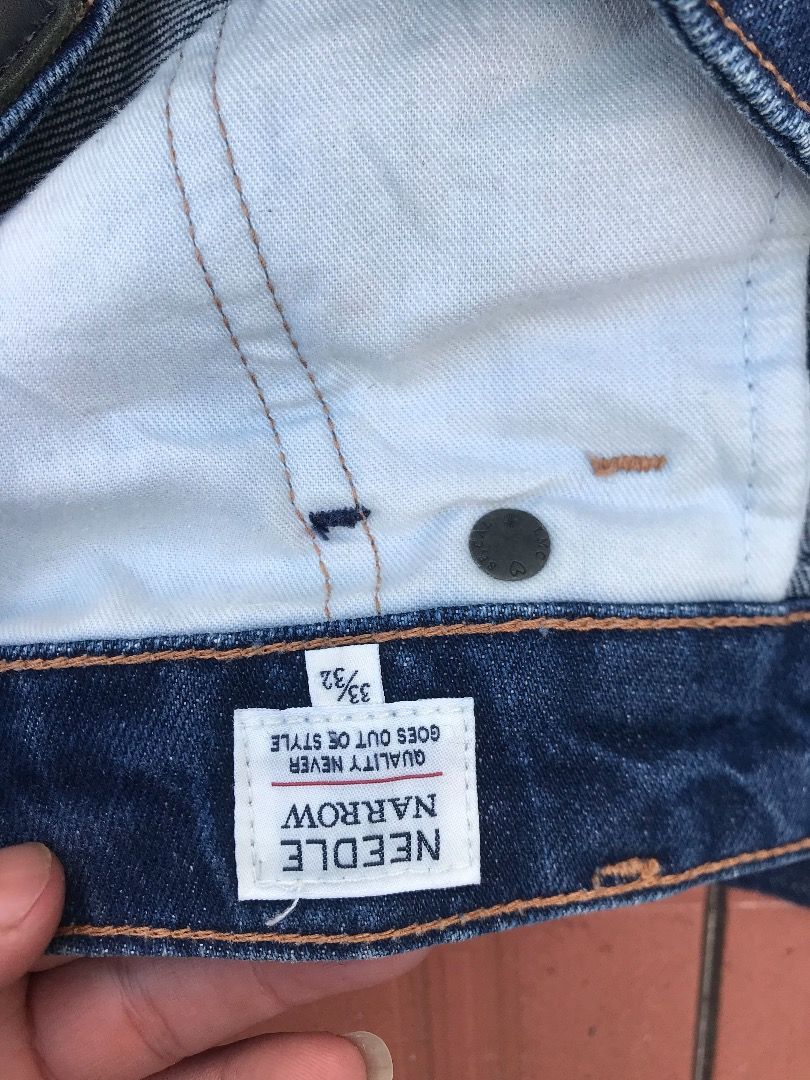 NEEDLE
NARROW
QUALITY NEVER
GOES OUT OF STYLE
33/32